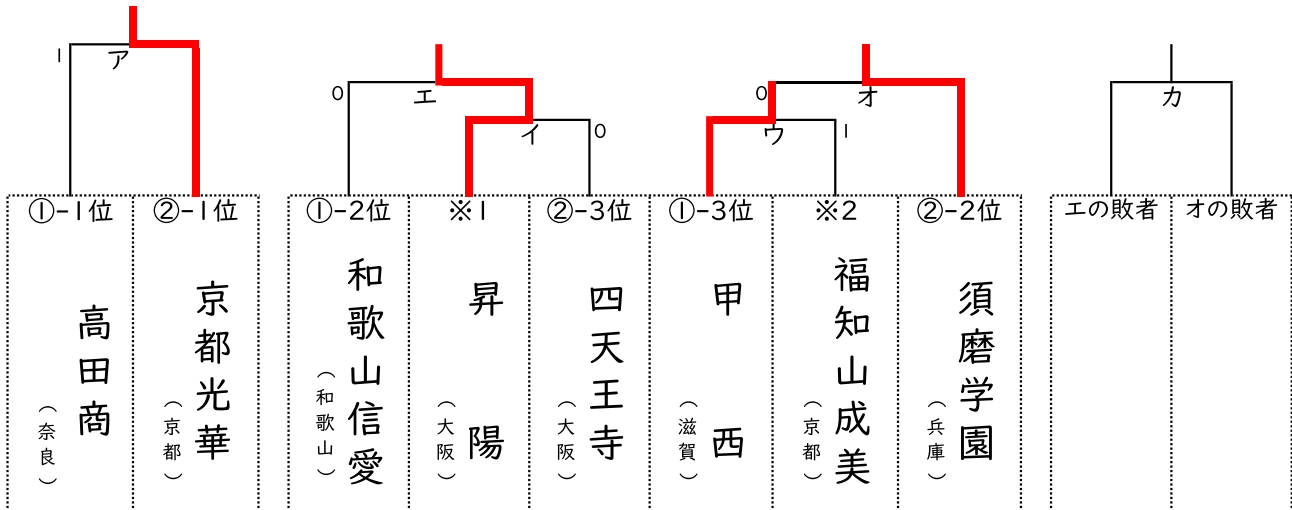 1 ア
0 エ
イ 0
0 オ
ウ 1
カ
①-1位 ②-1位 ①-2位 ※1 ②-3位 ①-3位 ※2 ②-2位 エの敗者 オの敗者
高田商
（奈良）
京都光華
（京都）
和歌山信愛
（和歌山）
昇陽
（大阪）
四天王寺
（大阪）
甲西
（滋賀）
福知山成美
（京都）
須磨学園
（兵庫）